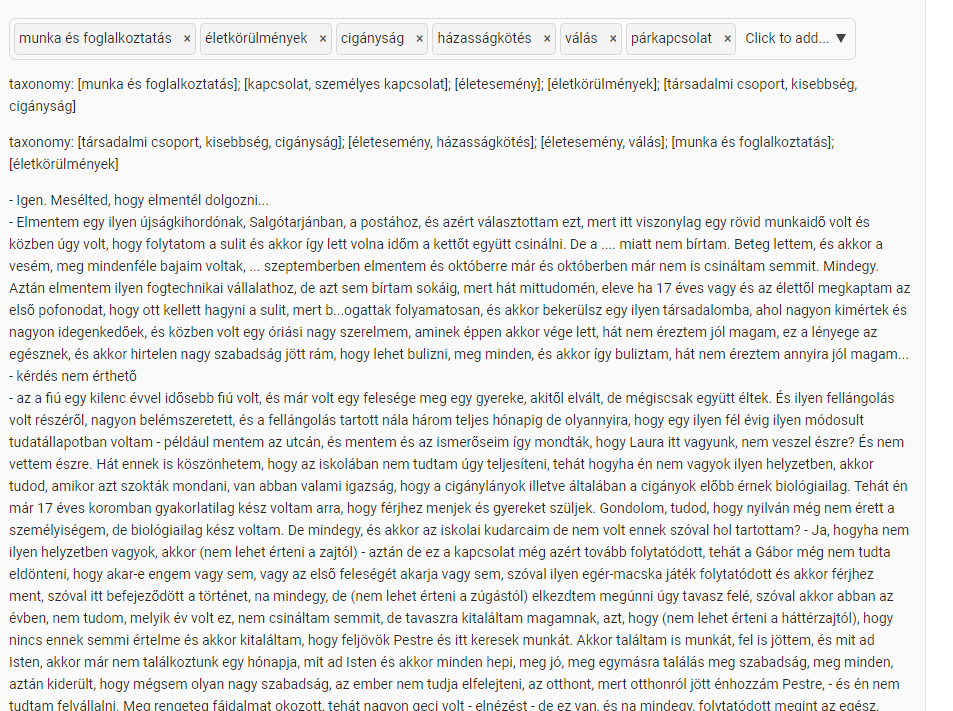 munka és foglalkoztatás × életkörülmények × cigányság × házasságkötés × válás × párkapcsolat × Click to add... ▼
taxonomy: [munka és foglalkoztatás]; [kapcsolat, személyes kapcsolat]; [életesemény]; [életkörülmények]; [társadalmi csoport, kisebbség,
cigányság]
taxonomy: [társadalmi csoport, kisebbség, cigányság]; [életesemény, házasságkötés]; [életesemény, válás]; [munka és foglalkoztatás];
[életkörülmények]
- Igen. Mesélted, hogy elmentél dolgozni...
- Elmentem egy ilyen újságkihordónak, Salgótarjánban, a postához, és azért választottam ezt, mert itt viszonylag egy rövid munkaidő volt és
közben úgy volt, hogy folytatom a sulit és akkor így lett volna időm a kettőt együtt csinálni. De a .... miatt nem bírtam. Beteg lettem, és akkor a
vesém, meg mindenféle bajaim voltak, ... szeptemberben elmentem és októberre már és októberben már nem is csináltam semmit. Mindegy.
Aztán elmentem ilyen fogtechnikai vállalathoz, de azt sem bírtam sokáig, mert hát mittudomén, eleve ha 17 éves vagy és az élettől megkaptam az
első pofonodat, hogy ott kellett hagyni a sulit, mert b...ogattak folyamatosan, és akkor bekerülsz egy ilyen társadalomba, ahol nagyon kimértek és
nagyon idegenkedőek, és közben volt egy óriási nagy szerelmem, aminek éppen akkor vége lett, hát nem éreztem jól magam, ez a lényege az
egésznek, és akkor hirtelen nagy szabadság jött rám, hogy lehet bulizni, meg minden, és akkor így buliztam, hát nem éreztem annyira jól magam...
- kérdés nem érthető
- az a fiú egy kilenc évvel idősebb fiú volt, és már volt egy felesége meg egy gyereke, akitől elvált, de mégiscsak együtt éltek. És ilyen fellángolás
volt részéről, nagyon belémszeretett, és a fellángolás tartott nála három teljes hónapig de olyannyira, hogy egy ilyen fél évig ilyen módosult
tudatállapotban voltam - például mentem az utcán, és mentem és az ismerőseim így mondták, hogy Laura itt vagyunk, nem veszel észre? És nem
vettem észre. Hát ennek is köszönhetem, hogy az iskolában nem tudtam úgy teljesíteni, tehát hogyha én nem vagyok ilyen helyzetben, akkor
tudod, amikor azt szokták mondani, van abban valami igazság, hogy a cigánylányok illetve általában a cigányok előbb érnek biológiailag. Tehát én
már 17 éves koromban gyakorlatilag kész voltam arra, hogy férjhez menjek és gyereket szüljek. Gondolom, tudod, hogy nyilván még nem érett a
személyiségem, de biológiailag kész voltam. De mindegy, és akkor az iskolai kudarcaim de nem volt ennek szóval hol tartottam? - Ja, hogyha nem
ilyen helyzetben vagyok, akkor (nem lehet érteni a zajtól) - aztán de ez a kapcsolat még azért tovább folytatódott, tehát a Gábor még nem tudta
eldönteni, hogy akar-e engem vagy sem, vagy az első feleségét akarja vagy sem, szóval ilyen egér-macska játék folytatódott és akkor férjhez
ment, szóval itt befejeződött a történet, na mindegy, de (nem lehet érteni a zúgástól) elkezdtem megúnni úgy tavasz felé, szóval akkor abban az
évben, nem tudom, melyik év volt ez, nem csináltam semmit, de tavaszra kitaláltam magamnak, azt, hogy (nem lehet érteni a háttérzajtól), hogy
nincs ennek semmi értelme és akkor kitaláltam, hogy feljövök Pestre és itt keresek munkát. Akkor találtam is munkát, fel is jöttem, és mit ad
Isten, akkor már nem találkoztunk egy hónapja, mit ad Isten és akkor minden hepi, meg jó, meg egymásra találás meg szabadság, meg minden,
aztán kiderült, hogy mégsem olyan nagy szabadság, az ember nem tudja elfelejteni, az otthont, mert otthonról jött énhozzám Pestre, - és én nem
tudtam felvállalni. Meg rengeteg fájdalmat okozott, tehát nagyon geci volt - elnézést - de ez van, és na mindegy, folytatódott megint az egész,